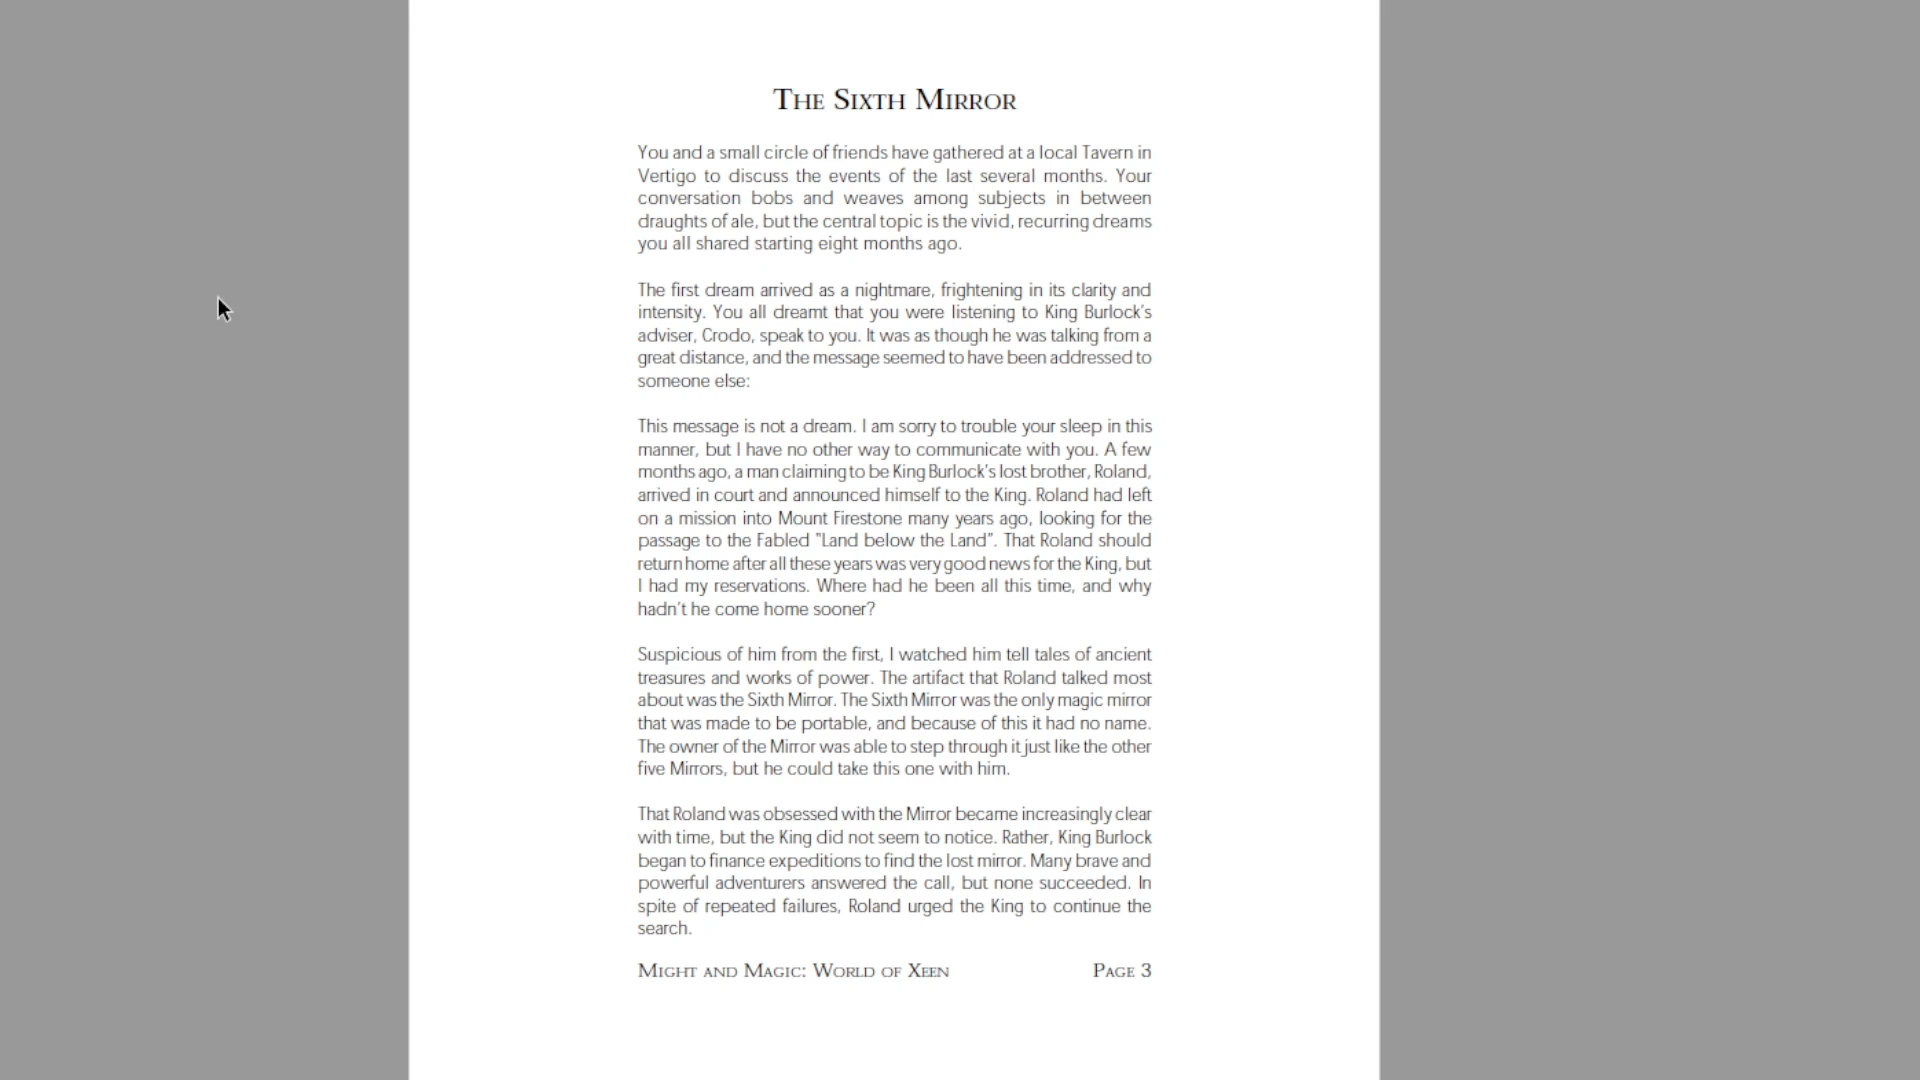 The Sixth Mirror
You and a small circle of friends have gathered at a local Tavern in
Vertigo to discuss the events of the last several months. Your
conversation bobs and weaves among subjects in between
draughts of ale, but the central topic is the vivid, recurring dreams
you all shared starting eight months ago.
The first dream arrived as a nightmare, frightening in its clarity and
intensity. You all dreamt that you were listening to King Burlock's
adviser, Crodo, speak to you. It was as though he was talking from a
great distance, and the message seemed to have been addressed to
someone else:
This message is not a dream. I am sorry to trouble your sleep in this
manner, but I have no other way to communicate with you. A few
months ago, a man claiming to be King Burlock's lost brother, Roland,
arrived in court and announced himself to the King. Roland had left
on a mission into Mount Firestone many years ago, looking for the
passage to the Fabled "Land below the Land". That Roland should
return home after all these years was very good news for the King, but
I had my reservations. Where had he been all this time, and why
hadn't he come home sooner?
Suspicious of him from the first, I watched him tell tales of ancient
treasures and works of power. The artifact that Roland talked most
about was the Sixth Mirror. The Sixth Mirror was the only magic mirror
that was made to be portable, and because of this it had no name.
The owner of the Mirror was able to step through it just like the other
five Mirrors, but he could take this one with him.
That Roland was obsessed with the Mirror became increasingly clear
with time, but the King did not seem to notice. Rather, King Burlock
began to finance expeditions to find the lost mirror. Many brave and
powerful adventurers answered the call, but none succeeded. In
spite of repeated failures, Roland urged the King to continue the
search.
Might and Magic: World of Xeen Page 3